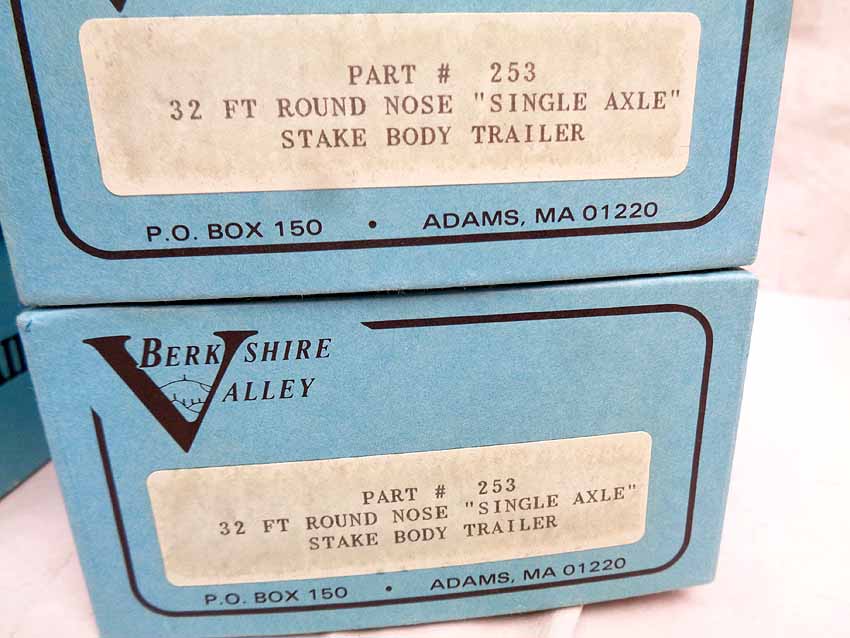 PART # 253
32 FT ROUND NOSE "SINGLE AXLE"
STAKE BODY TRAILER
P.O. BOX 150 • ADAMS, MA 01220
BERKSHIRE
VALLEY
PART # 253
32 FT ROUND NOSE "SINGLE AXLE"
STAKE BODY TRAILER
P.O. BOX 150 • ADAMS, MA 01220